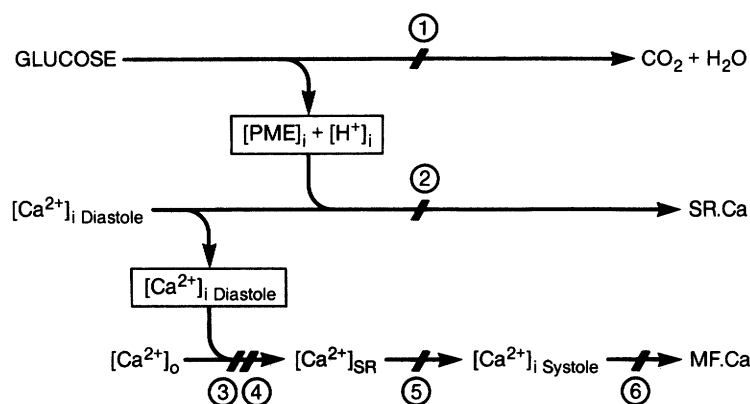 ①
GLUCOSE CO₂ + H₂O
[PME]ᵢ + [H⁺]ᵢ
②
[Ca²⁺]i Diastole SR.Ca
[Ca²⁺]i Diastole
[Ca²⁺]o [Ca²⁺]SR [Ca²⁺]i Systole MF.Ca
③ ④ ⑤ ⑥